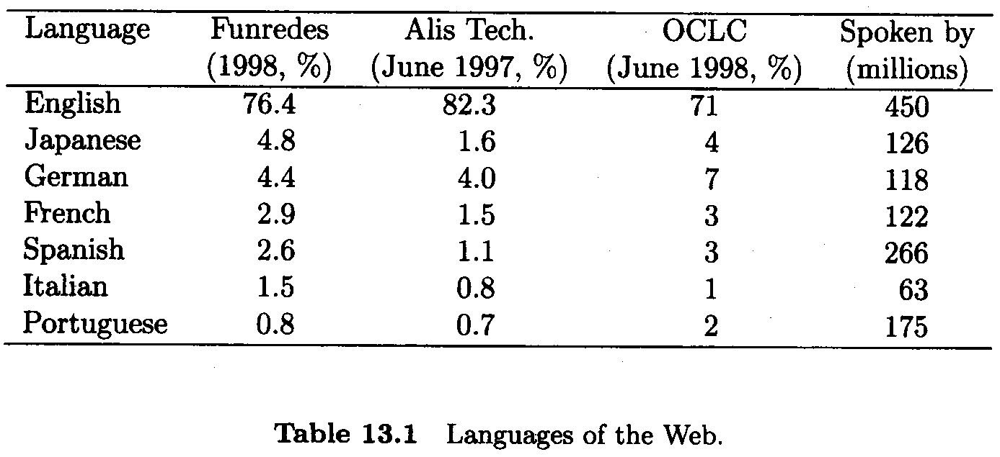 Language Funredes Alis Tech. OCLC Spoken by
(1998, %) (June 1997, %) (June 1998, %) (millions)
English 76.4 82.3 71 450
Japanese 4.8 1.6 4 126
German 4.4 4.0 7 118
French 2.9 1.5 3 122
Spanish 2.6 1.1 3 266
Italian 1.5 0.8 1 63
Portuguese 0.8 0.7 2 175
Table 13.1 Languages of the Web.